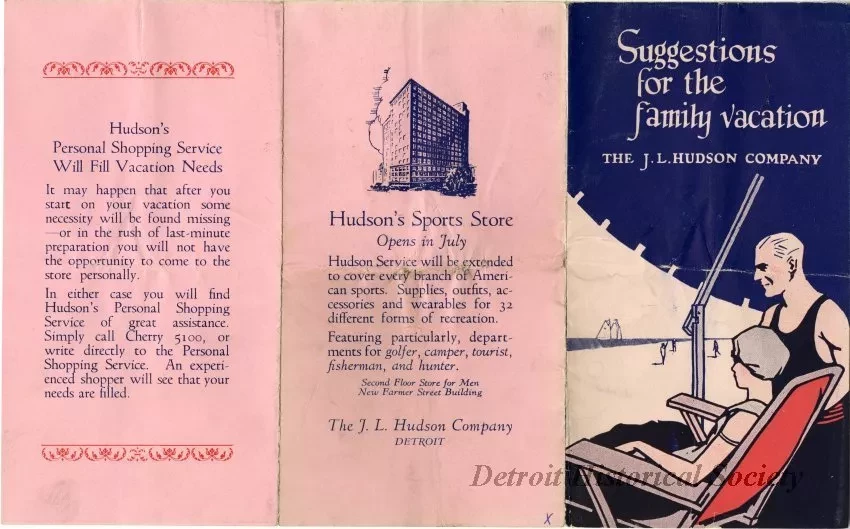 Hudson's
Personal Shopping Service
Will Fill Vacation Needs
It may happen that after you
start on your vacation some
necessity will be found missing
—or in the rush of last-minute
preparation you will not have
the opportunity to come to the
store personally.
In either case you will find
Hudson's Personal Shopping
Service of great assistance.
Simply call Cherry 5100, or
write directly to the Personal
Shopping Service. An experi-
enced shopper will see that your
needs are filled.
Hudson's Sports Store
Opens in July
Hudson Service will be extended
to cover every branch of Ameri-
can sports. Supplies, outfits, ac-
cessories and wearables for 32
different forms of recreation.
Featuring particularly, depart-
ments for golfer, camper, tourist,
fisherman, and hunter.
Second Floor Store for Men
New Farmer Street Building
The J. L. Hudson Company
DETROIT
x
Suggestions
for the
family vacation
THE J. L. HUDSON COMPANY
Detroit Historical Society